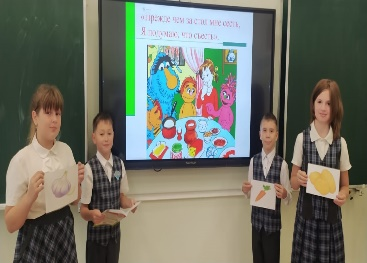 «Прежде чем за стол мне сесть,
Я подумаю, что съесть».